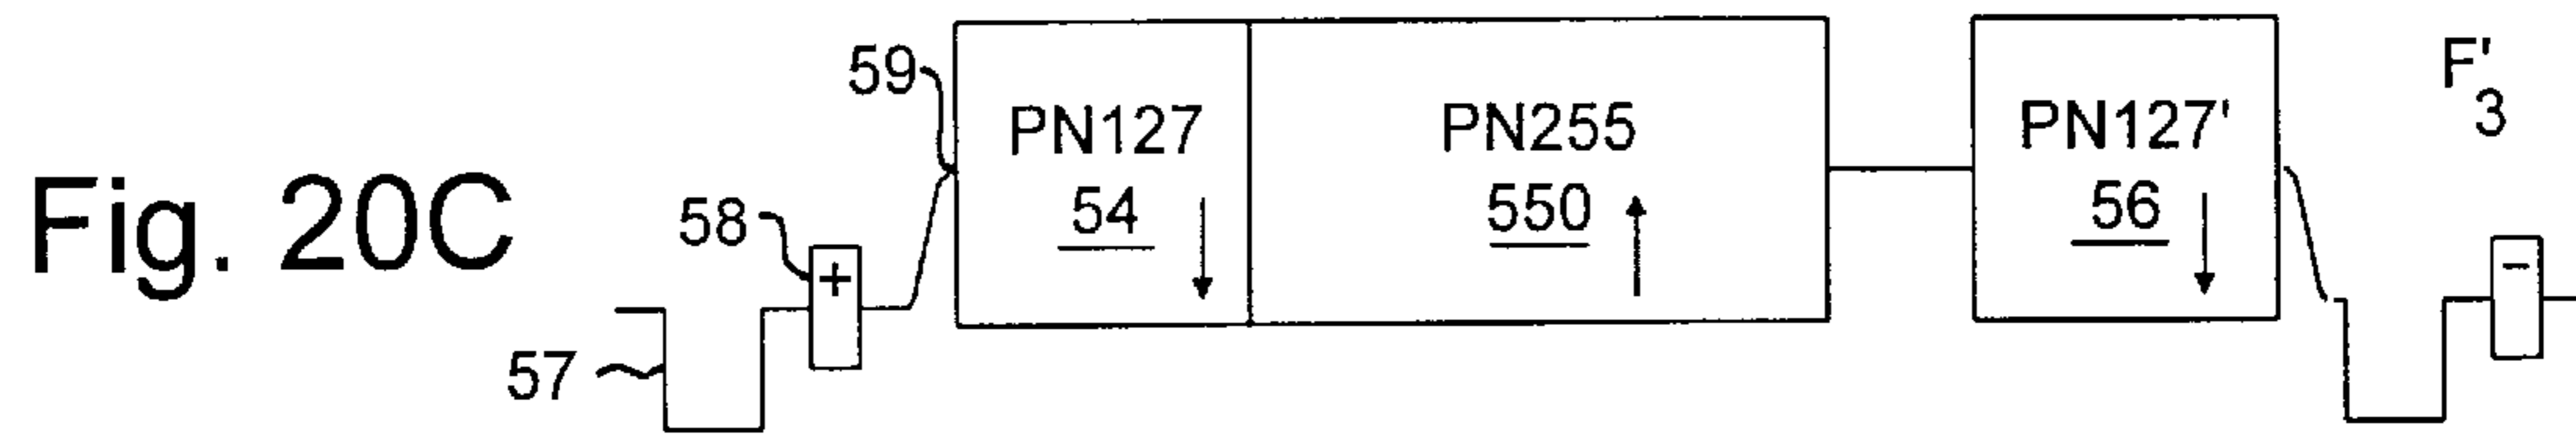 Fig. 20C
57
58
+
59
PN127
54 ↓
PN255
550 ↑
PN127'
56 ↓
F'3
-